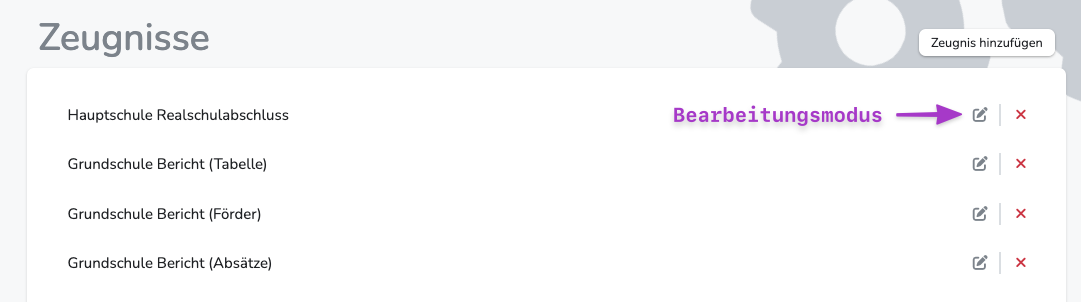 Zeugnisse
Zeugnis hinzufügen
Hauptschule Realschulabschluss
Bearbeitungsmodus
Grundschule Bericht (Tabelle)
Grundschule Bericht (Förder)
Grundschule Bericht (Absätze)